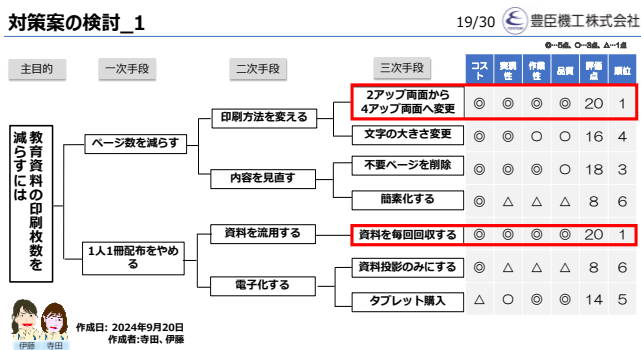 対策案の検討_1
19/30
豊臣機工株式会社
◎…5点、○…3点、△…1点
主目的
一次手段
二次手段
三次手段
コスト
実現性
作業性
品質
評価点
順位
教育資料の印刷枚数を減らすには
ページ数を減らす
1人1冊配布をやめる
印刷方法を変える
内容を見直す
資料を流用する
電子化する
2アップ両面から
4アップ両面へ変更
◎ ◎ ◎ ◎ 20 1
文字の大きさ変更
◎ ◎ ○ ○ 16 4
不要ページを削除
◎ ◎ ◎ ○ 18 3
簡素化する
◎ △ △ △ 8 6
資料を毎回回収する
◎ ◎ ◎ ◎ 20 1
資料投影のみにする
◎ △ △ △ 8 6
タブレット購入
△ ○ ◎ ◎ 14 5
伊藤
寺田
作成日: 2024年9月20日
作成者:寺田、伊藤